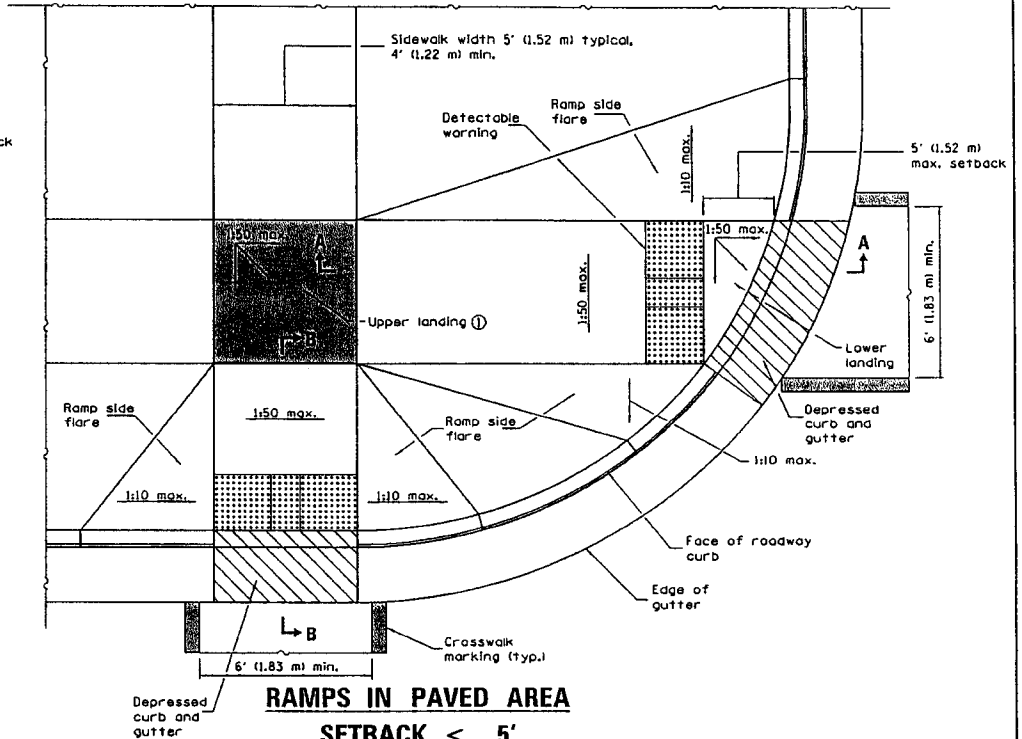 Sidewalk width 5' (1.52 m) typical,
4' (1.22 m) min.
Detectable
warning
Ramp side
flare
1:10 max.
5' (1.52 m)
max. setback
ck
1:50 max.
A
1:50 max.
1:50 max.
A
6' (1.83 m) min.
Upper landing ①
B
Lower
landing
Ramp side
flare
1:50 max.
Ramp side
flare
Depressed
curb and
gutter
1:10 max.
1:10 max.
1:10 max.
Face of roadway
curb
Edge of
gutter
B
Crosswalk
marking (typ.)
6' (1.83 m) min.
Depressed
curb and
gutter
RAMPS IN PAVED AREA
SETBACK < 5'